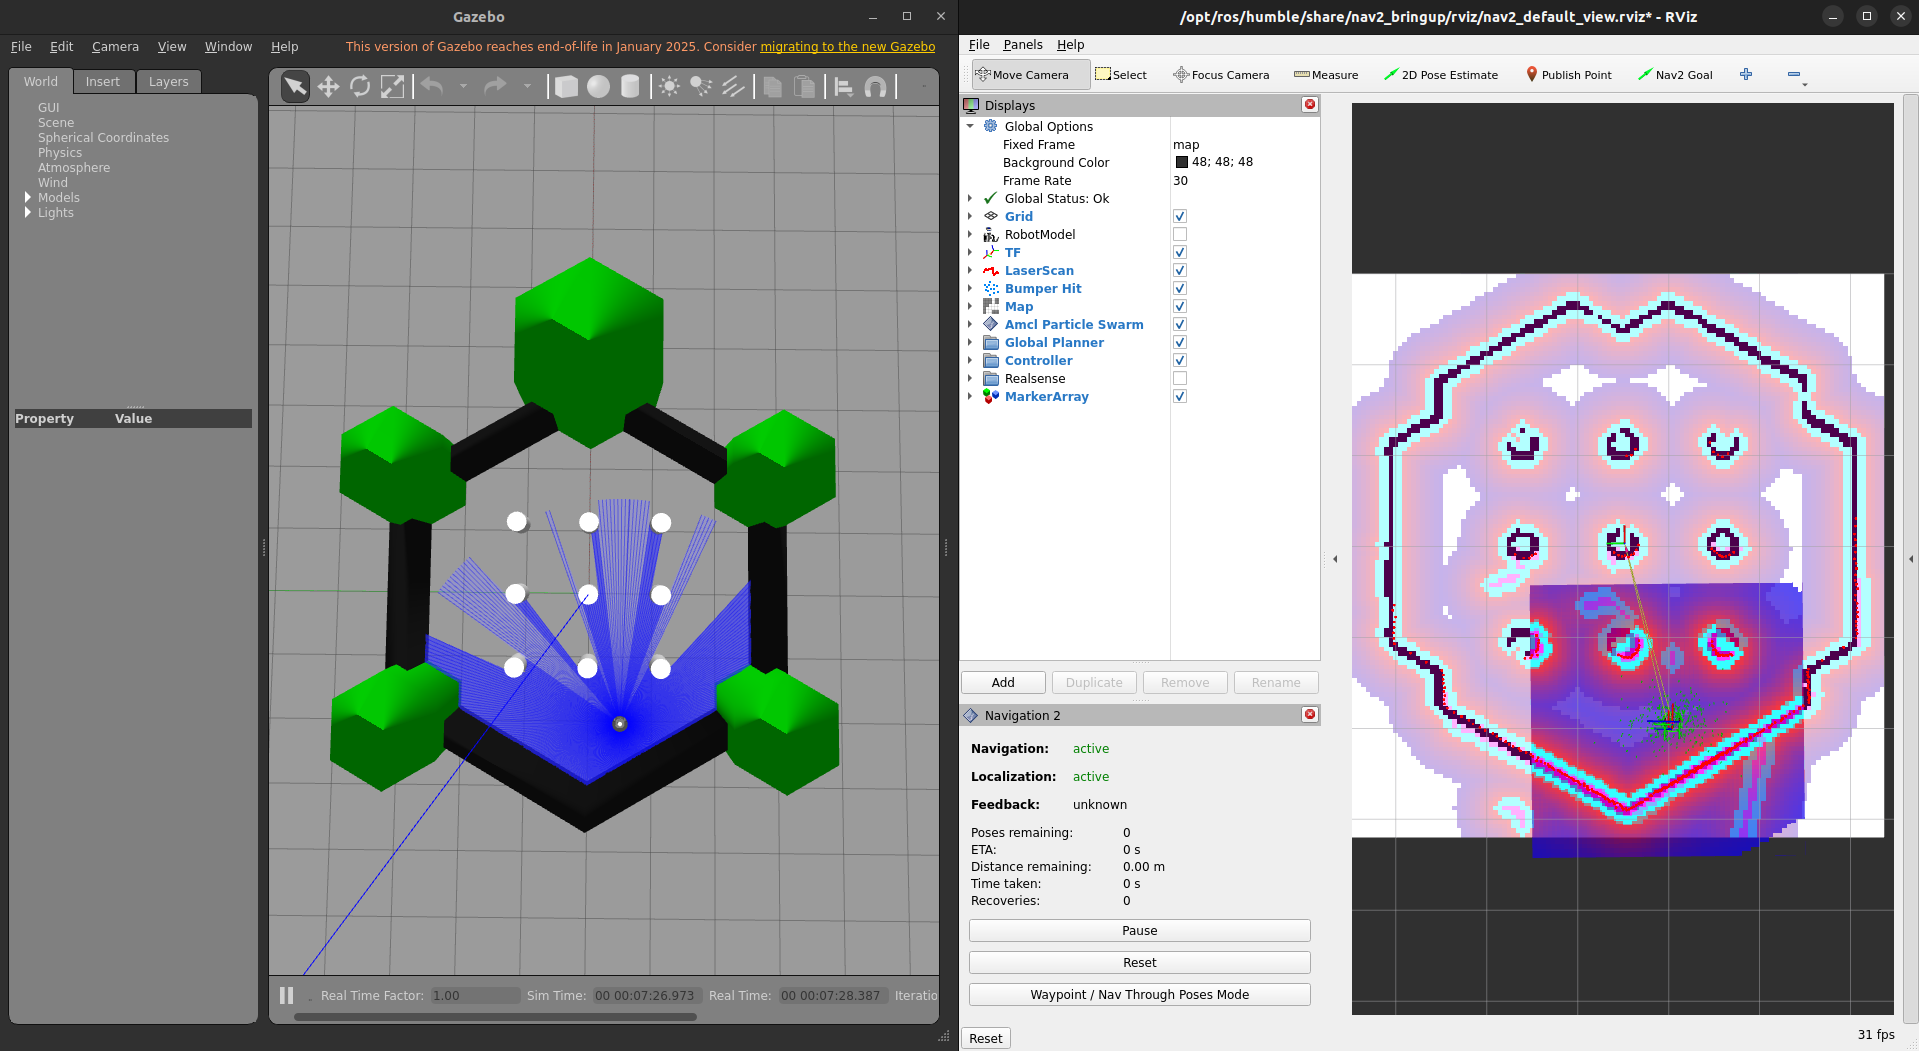 Gazebo
File Edit Camera View Window Help This version of Gazebo reaches end-of-life in January 2025. Consider migrating to the new Gazebo
World Insert Layers
GUI
Scene
Spherical Coordinates
Physics
Atmosphere
Wind
Models
Lights
Property Value
Real Time Factor: 1.00 Sim Time: 00 00:07:26.973 Real Time: 00 00:07:28.387 Iteratio
/opt/ros/humble/share/nav2_bringup/rviz/nav2_default_view.rviz* - RViz
File Panels Help
Move Camera Select Focus Camera Measure 2D Pose Estimate Publish Point Nav2 Goal
Displays
Global Options
Fixed Frame map
Background Color 48; 48; 48
Frame Rate 30
Global Status: Ok
Grid
RobotModel
TF
LaserScan
Bumper Hit
Map
Amcl Particle Swarm
Global Planner
Controller
Realsense
MarkerArray
Add Duplicate Remove Rename
Navigation 2
Navigation: active
Localization: active
Feedback: unknown
Poses remaining: 0
ETA: 0 s
Distance remaining: 0.00 m
Time taken: 0 s
Recoveries: 0
Pause
Reset
Waypoint / Nav Through Poses Mode
Reset 31 fps